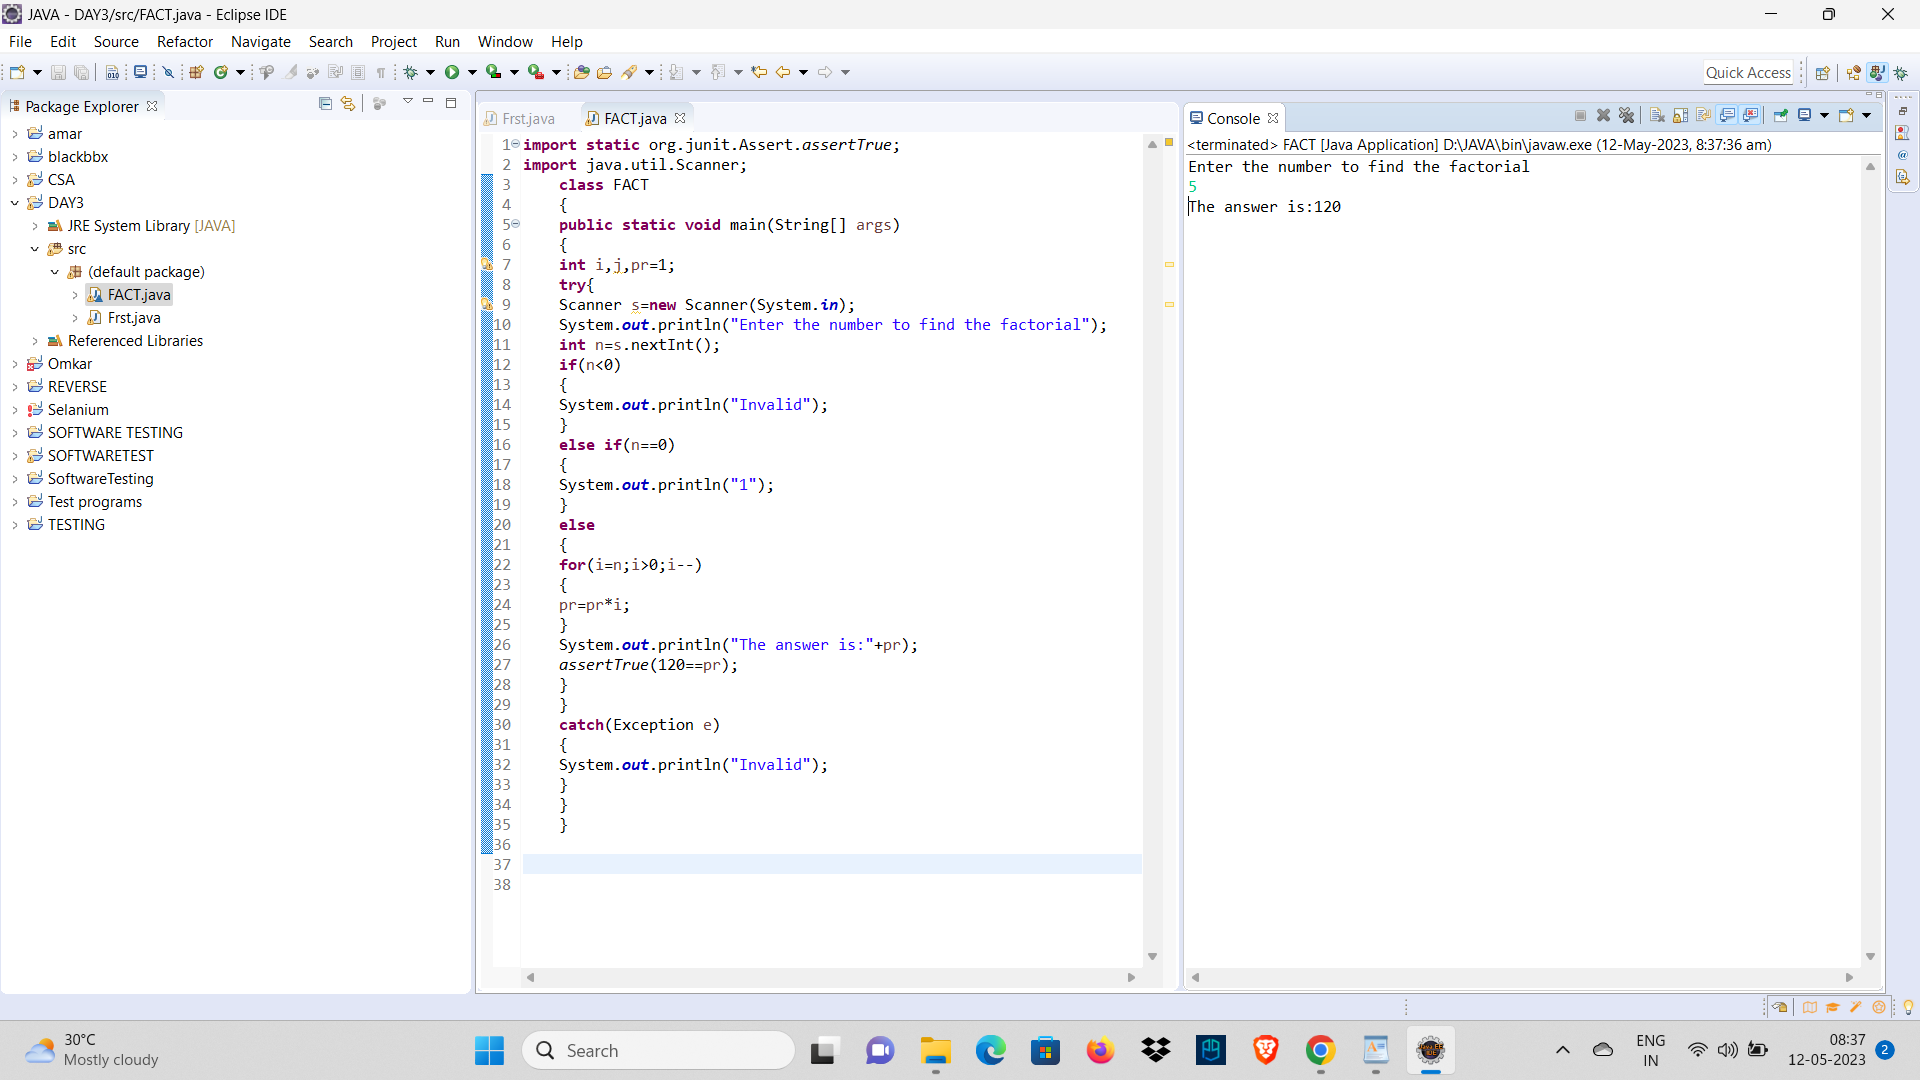 JAVA - DAY3/src/FACT.java - Eclipse IDE
File Edit Source Refactor Navigate Search Project Run Window Help
Quick Access
Package Explorer
amar
blackbbx
CSA
DAY3
JRE System Library [JAVA]
src
(default package)
FACT.java
Frst.java
Referenced Libraries
Omkar
REVERSE
Selanium
SOFTWARE TESTING
SOFTWARETEST
SoftwareTesting
Test programs
TESTING
Frst.java FACT.java
1 import static org.junit.Assert.assertTrue;
2 import java.util.Scanner;
3 class FACT
4 {
5 public static void main(String[] args)
6 {
7 int i,j,pr=1;
8 try{
9 Scanner s=new Scanner(System.in);
10 System.out.println("Enter the number to find the factorial");
11 int n=s.nextInt();
12 if(n<0)
13 {
14 System.out.println("Invalid");
15 }
16 else if(n==0)
17 {
18 System.out.println("1");
19 }
20 else
21 {
22 for(i=n;i>0;i--)
23 {
24 pr=pr*i;
25 }
26 System.out.println("The answer is:"+pr);
27 assertTrue(120==pr);
28 }
29 }
30 catch(Exception e)
31 {
32 System.out.println("Invalid");
33 }
34 }
35 }
36
37
38
Console
<terminated> FACT [Java Application] D:\JAVA\bin\javaw.exe (12-May-2023, 8:37:36 am)
Enter the number to find the factorial
5
The answer is:120
30°C
Mostly cloudy
Search
ENG
IN
08:37
12-05-2023
2